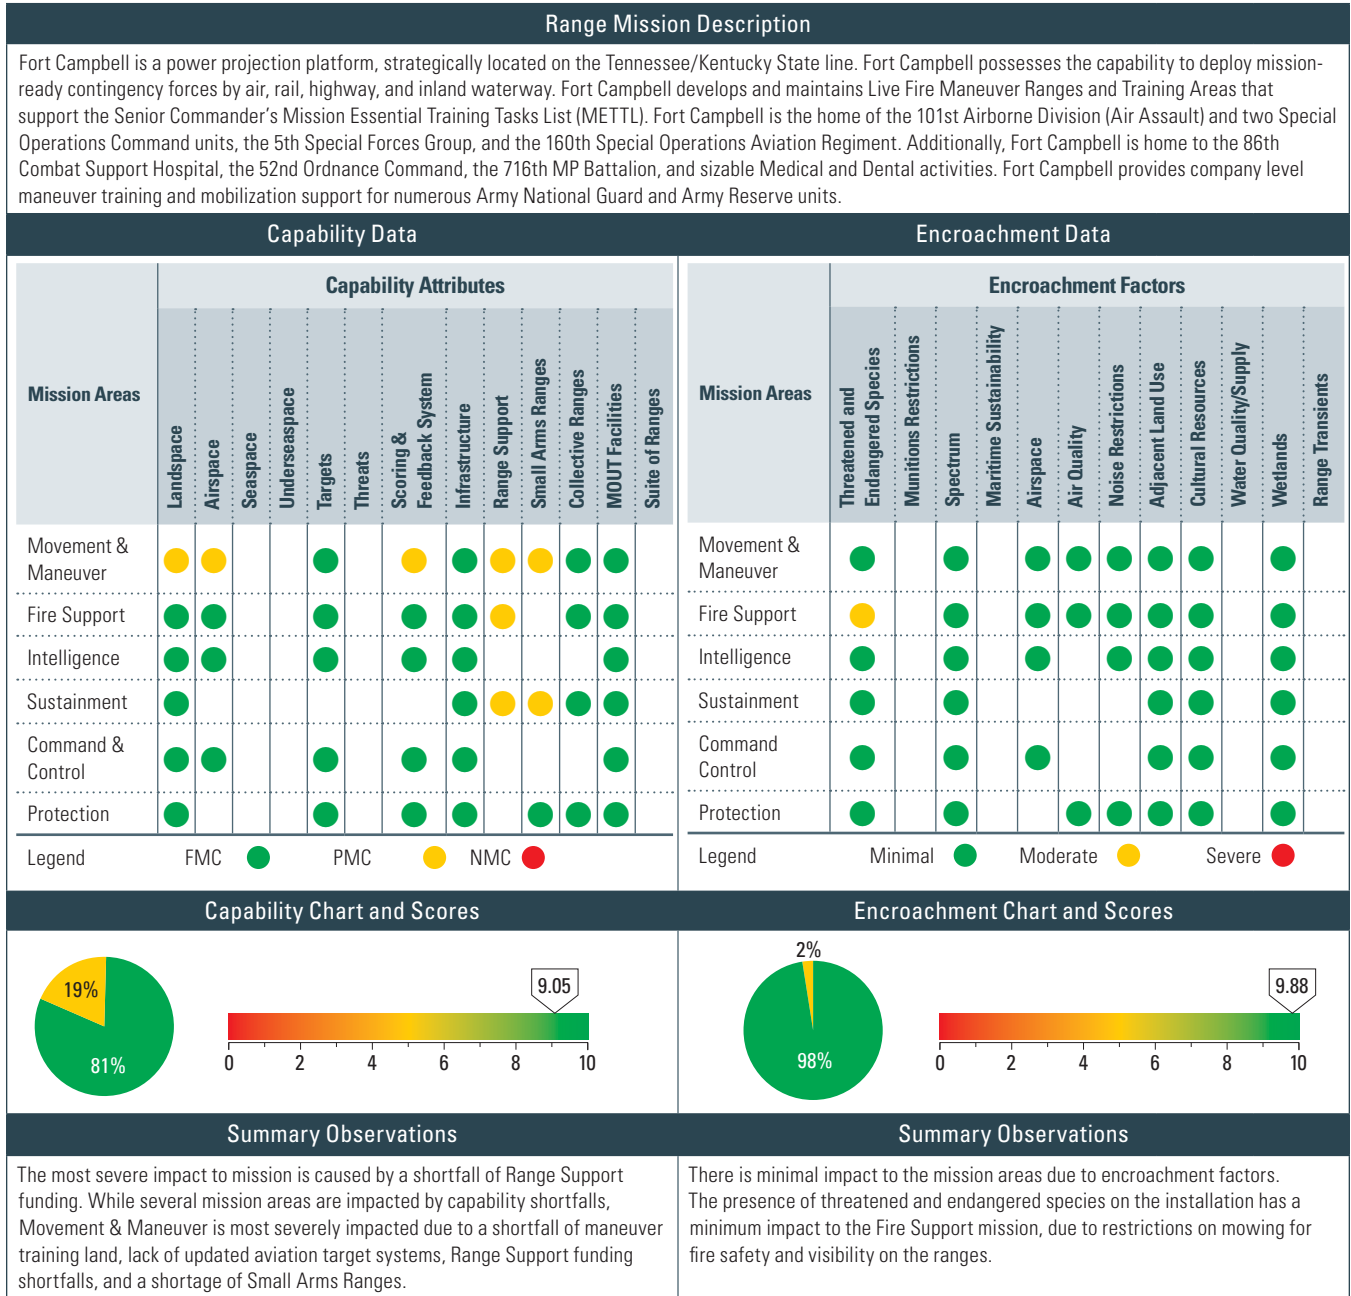 Range Mission Description
Fort Campbell is a power projection platform, strategically located on the Tennessee/Kentucky State line. Fort Campbell possesses the capability to deploy mission-
ready contingency forces by air, rail, highway, and inland waterway. Fort Campbell develops and maintains Live Fire Maneuver Ranges and Training Areas that
support the Senior Commander's Mission Essential Training Tasks List (METTL). Fort Campbell is the home of the 101st Airborne Division (Air Assault) and two Special
Operations Command units, the 5th Special Forces Group, and the 160th Special Operations Aviation Regiment. Additionally, Fort Campbell is home to the 86th
Combat Support Hospital, the 52nd Ordnance Command, the 716th MP Battalion, and sizable Medical and Dental activities. Fort Campbell provides company level
maneuver training and mobilization support for numerous Army National Guard and Army Reserve units.
Capability Data
Mission Areas
Capability Attributes
Landspace
Airspace
Seaspace
Underseaspace
Targets
Threats
Scoring &
Feedback System
Infrastructure
Range Support
Small Arms Ranges
Collective Ranges
MOUT Facilities
Suite of Ranges
Movement &
Maneuver
Fire Support
Intelligence
Sustainment
Command &
Control
Protection
Legend FMC PMC NMC
Encroachment Data
Mission Areas
Encroachment Factors
Threatened and
Endangered Species
Munitions Restrictions
Spectrum
Maritime Sustainability
Airspace
Air Quality
Noise Restrictions
Adjacent Land Use
Cultural Resources
Water Quality/Supply
Wetlands
Range Transients
Movement &
Maneuver
Fire Support
Intelligence
Sustainment
Command
Control
Protection
Legend Minimal Moderate Severe
Capability Chart and Scores
19%
81%
9.05
0 2 4 6 8 10
Encroachment Chart and Scores
2%
98%
9.88
0 2 4 6 8 10
Summary Observations
The most severe impact to mission is caused by a shortfall of Range Support
funding. While several mission areas are impacted by capability shortfalls,
Movement & Maneuver is most severely impacted due to a shortfall of maneuver
training land, lack of updated aviation target systems, Range Support funding
shortfalls, and a shortage of Small Arms Ranges.
Summary Observations
There is minimal impact to the mission areas due to encroachment factors.
The presence of threatened and endangered species on the installation has a
minimum impact to the Fire Support mission, due to restrictions on mowing for
fire safety and visibility on the ranges.